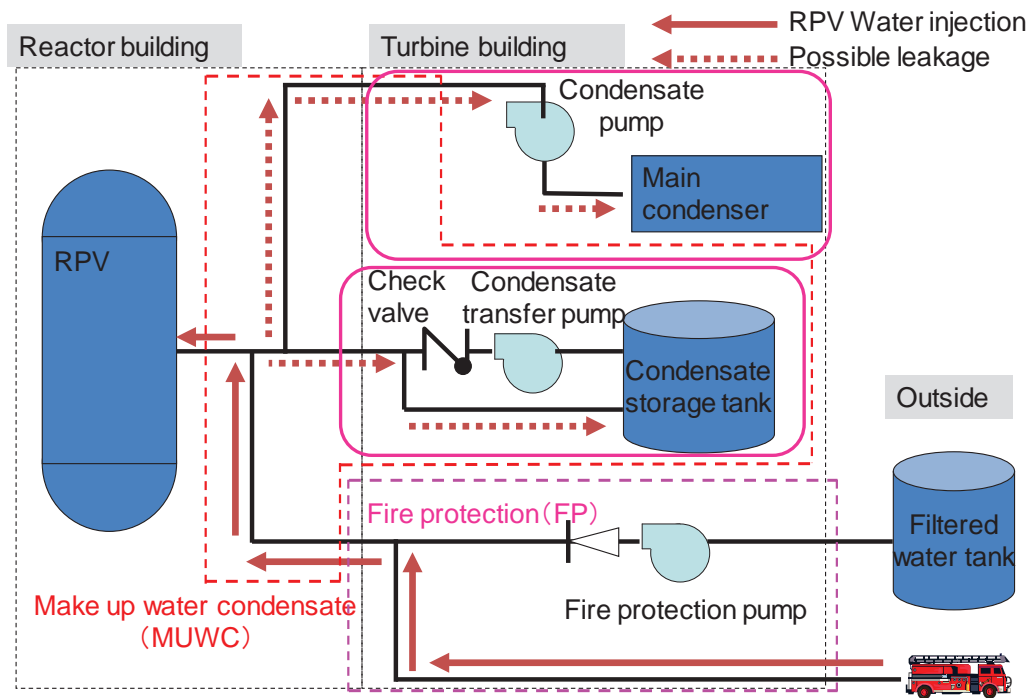 RPV Water injection
Possible leakage
Reactor building
Turbine building
Condensate
pump
Main
condenser
RPV
Check
valve
Condensate
transfer pump
Condensate
storage tank
Outside
Fire protection（FP）
Filtered
water tank
Fire protection pump
Make up water condensate
（MUWC）